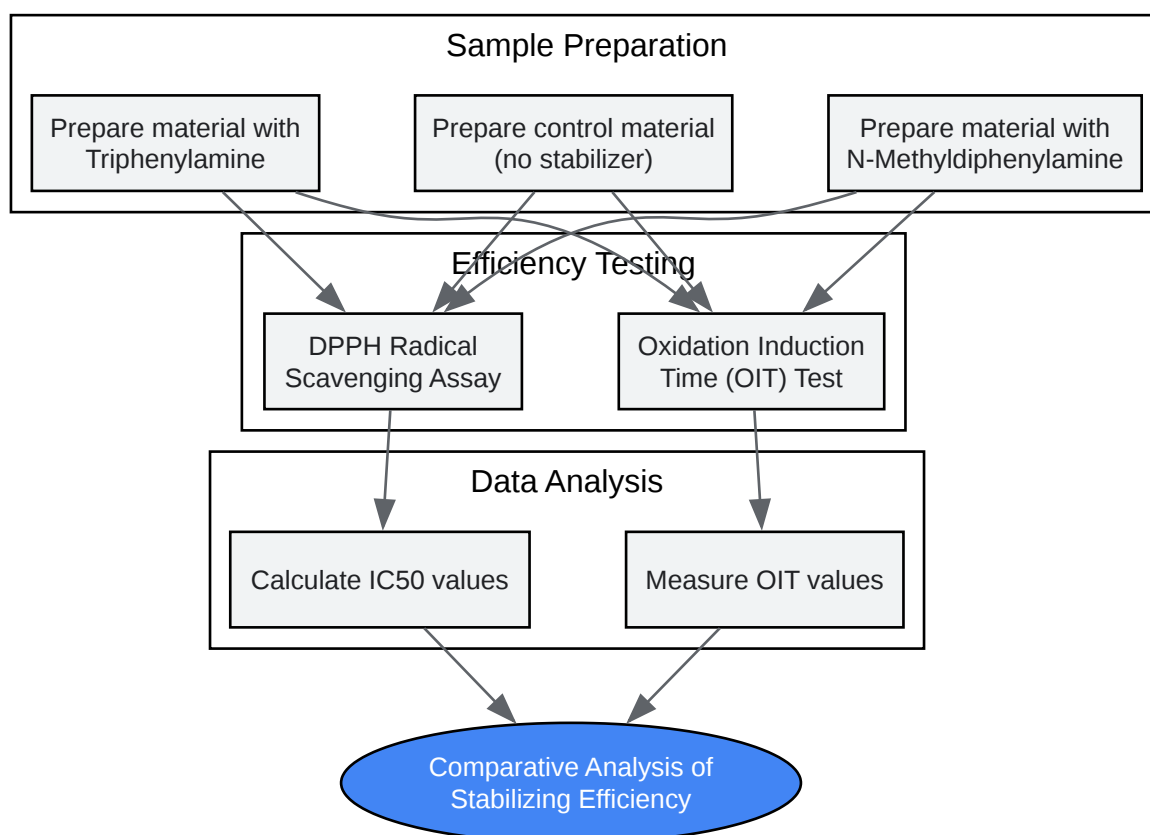 Sample Preparation
Prepare material with
Triphenylamine
Prepare control material
(no stabilizer)
Prepare material with
N-Methyldiphenylamine
Efficiency Testing
DPPH Radical
Scavenging Assay
Oxidation Induction
Time (OIT) Test
Data Analysis
Calculate IC50 values
Measure OIT values
Comparative Analysis of
Stabilizing Efficiency